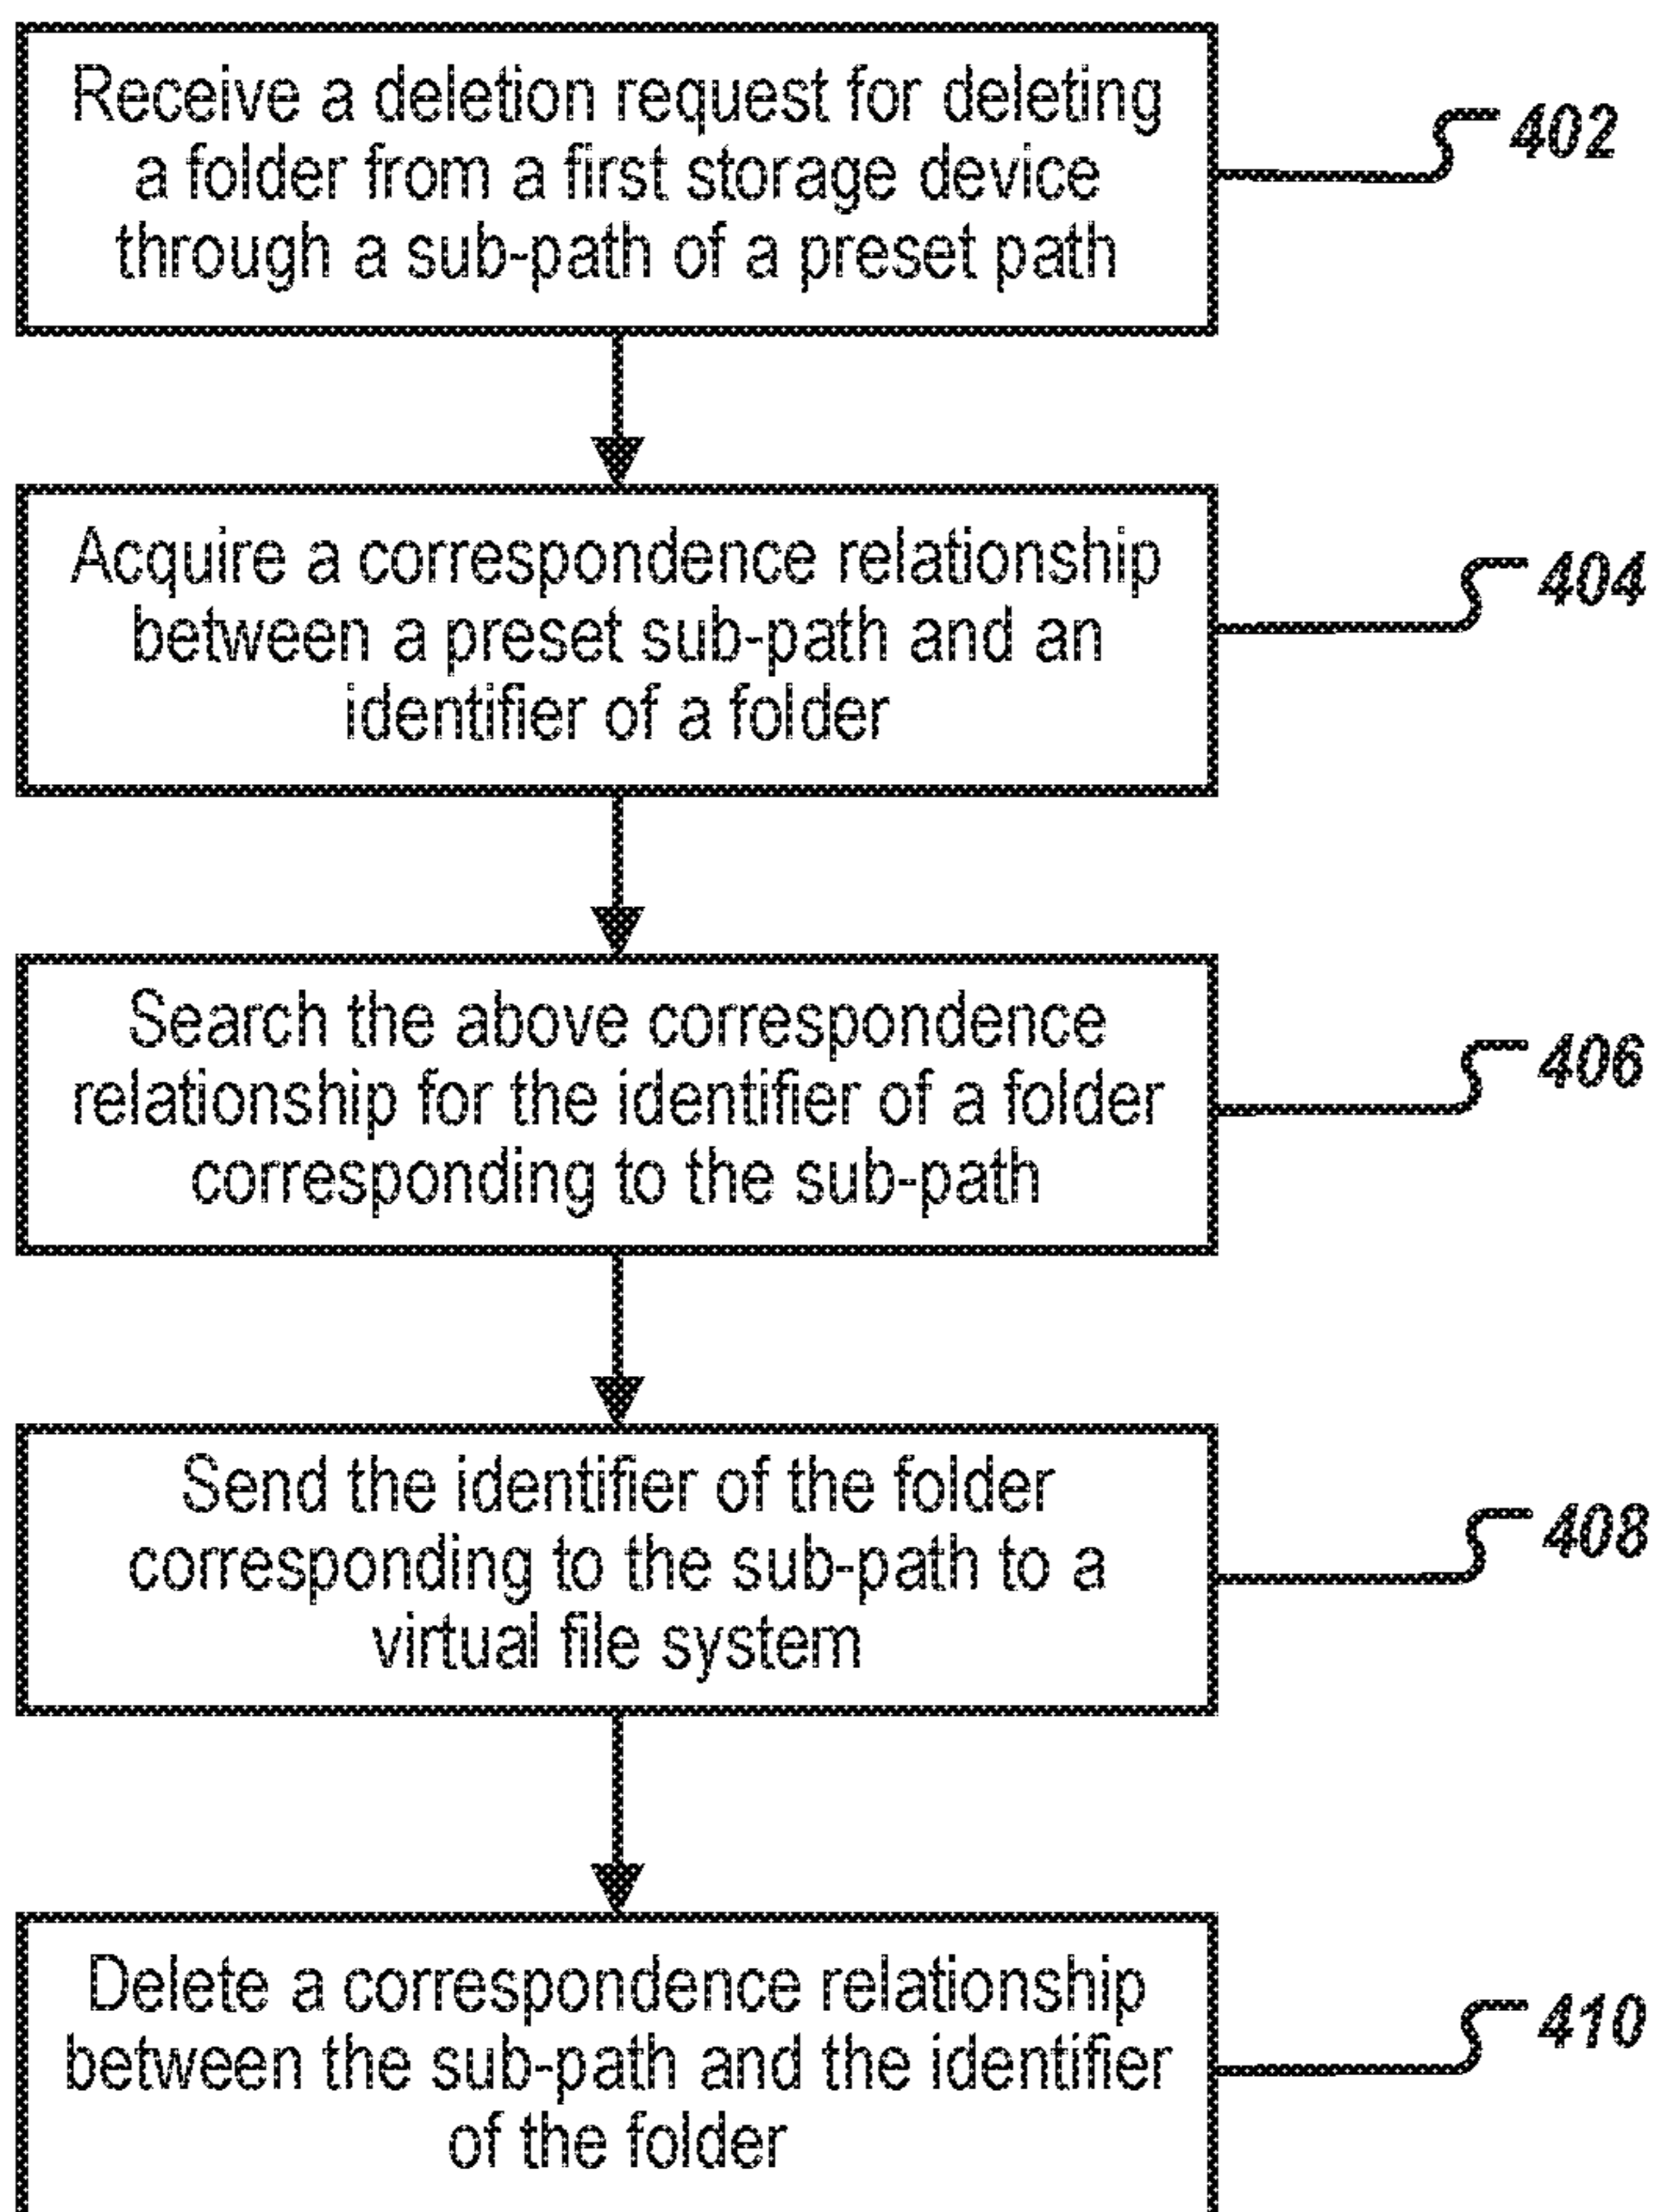 Receive a deletion request for deleting
a folder from a first storage device
through a sub-path of a preset path
402
Acquire a correspondence relationship
between a preset sub-path and an
identifier of a folder
404
Search the above correspondence
relationship for the identifier of a folder
corresponding to the sub-path
406
Send the identifier of the folder
corresponding to the sub-path to a
virtual file system
408
Delete a correspondence relationship
between the sub-path and the identifier
of the folder
410